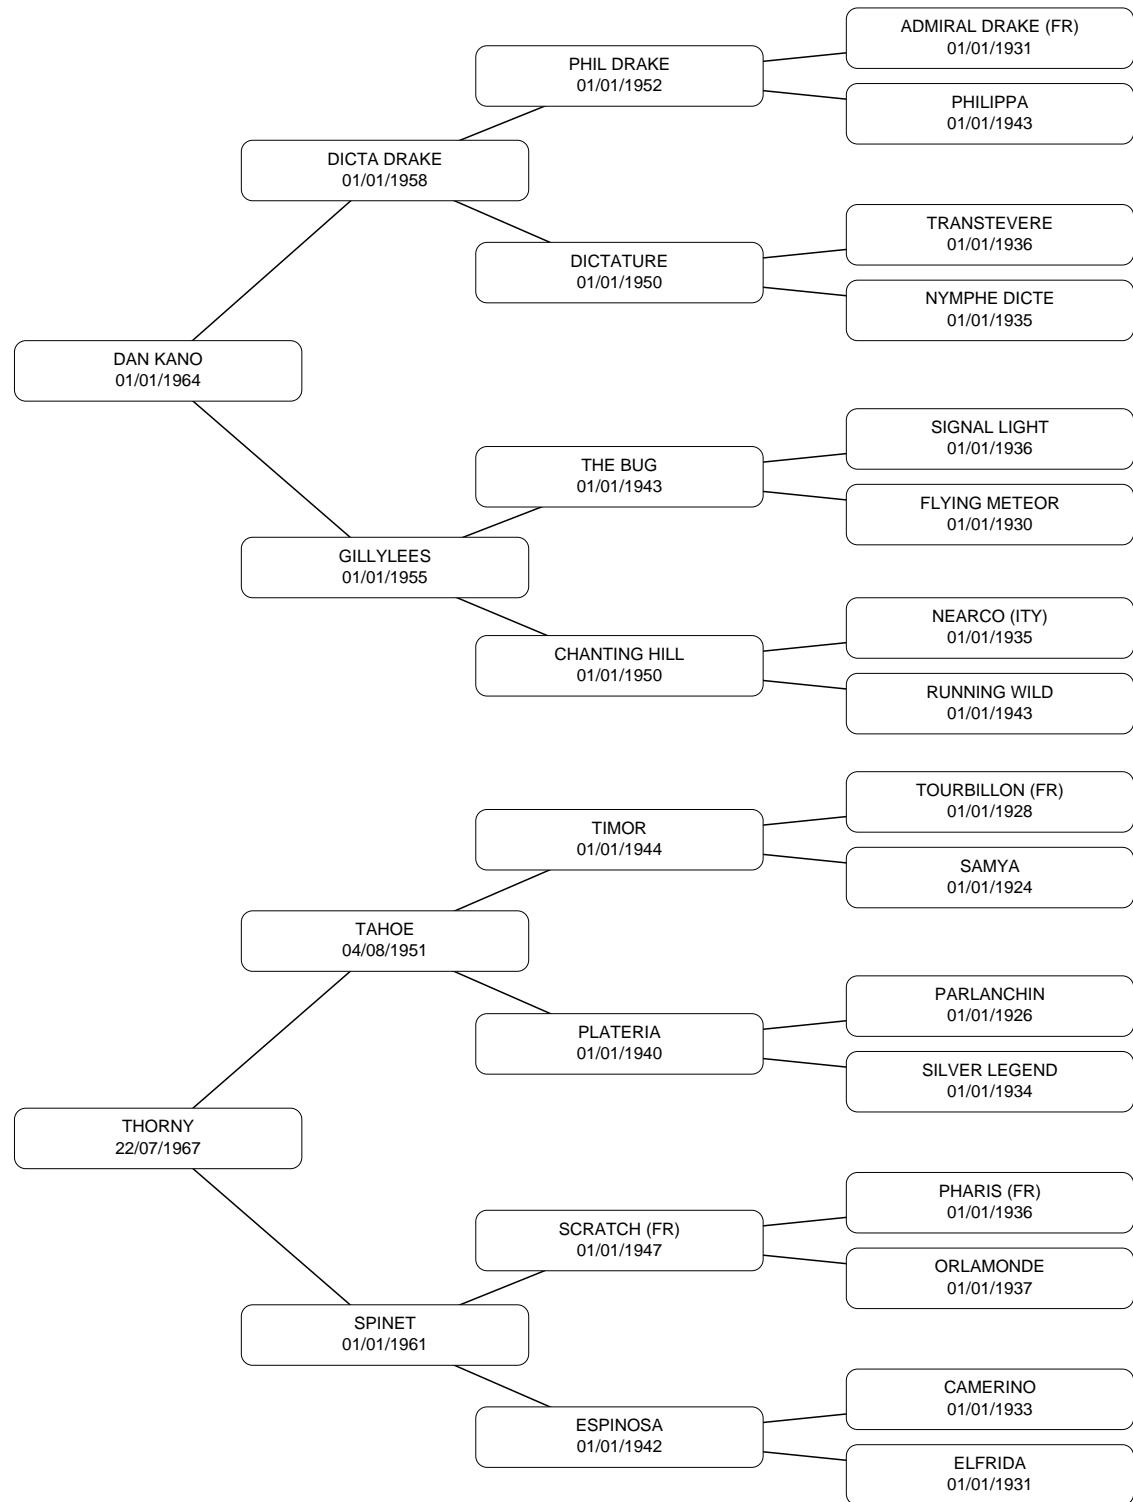 ADMIRAL DRAKE (FR)
01/01/1931
PHIL DRAKE
01/01/1952
PHILIPPA
01/01/1943
DICTA DRAKE
01/01/1958
TRANSTEVERE
01/01/1936
DICTATURE
01/01/1950
NYMPHE DICTE
01/01/1935
DAN KANO
01/01/1964
SIGNAL LIGHT
01/01/1936
THE BUG
01/01/1943
FLYING METEOR
01/01/1930
GILLYLEES
01/01/1955
NEARCO (ITY)
01/01/1935
CHANTING HILL
01/01/1950
RUNNING WILD
01/01/1943
TOURBILLON (FR)
01/01/1928
TIMOR
01/01/1944
SAMYA
01/01/1924
TAHOE
04/08/1951
PARLANCHIN
01/01/1926
PLATERIA
01/01/1940
SILVER LEGEND
01/01/1934
THORNY
22/07/1967
PHARIS (FR)
01/01/1936
SCRATCH (FR)
01/01/1947
ORLAMONDE
01/01/1937
SPINET
01/01/1961
CAMERINO
01/01/1933
ESPINOSA
01/01/1942
ELFRIDA
01/01/1931